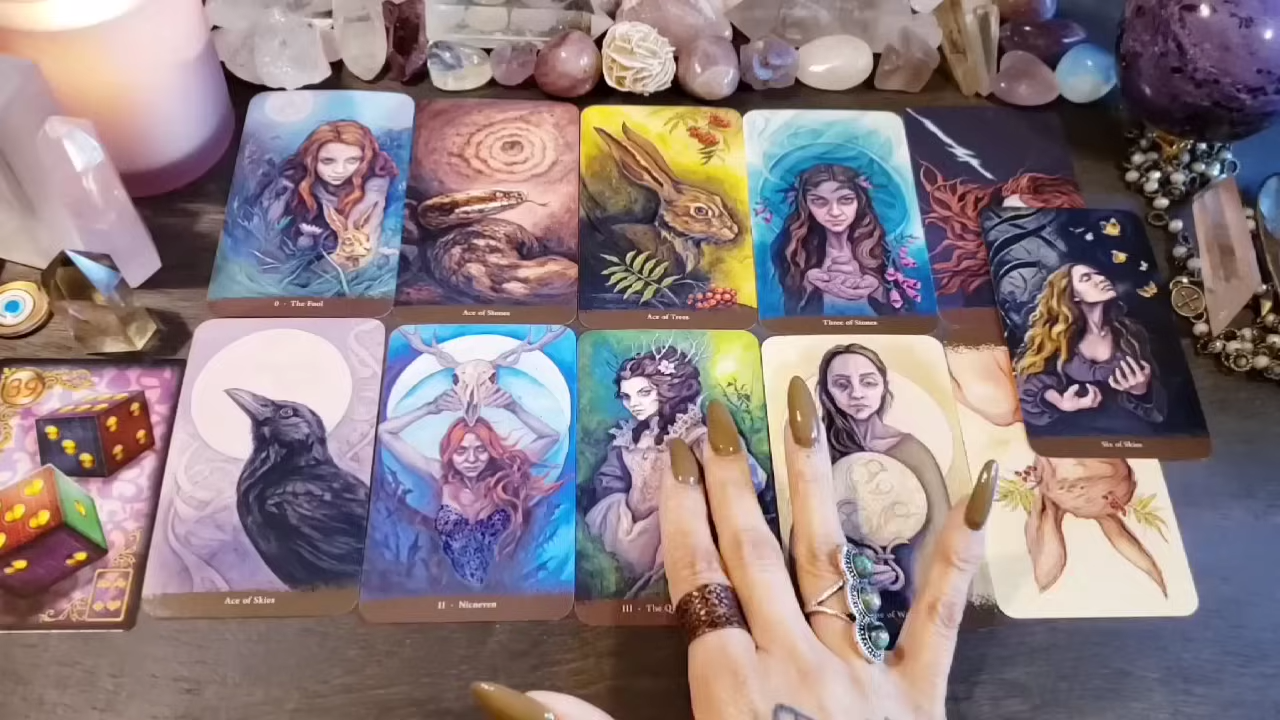 0 · The Fool
Ace of Stones
Ace of Trees
Three of Stones
Six of Skies
39
Ace of Skies
II · Nicneven
III · The
of